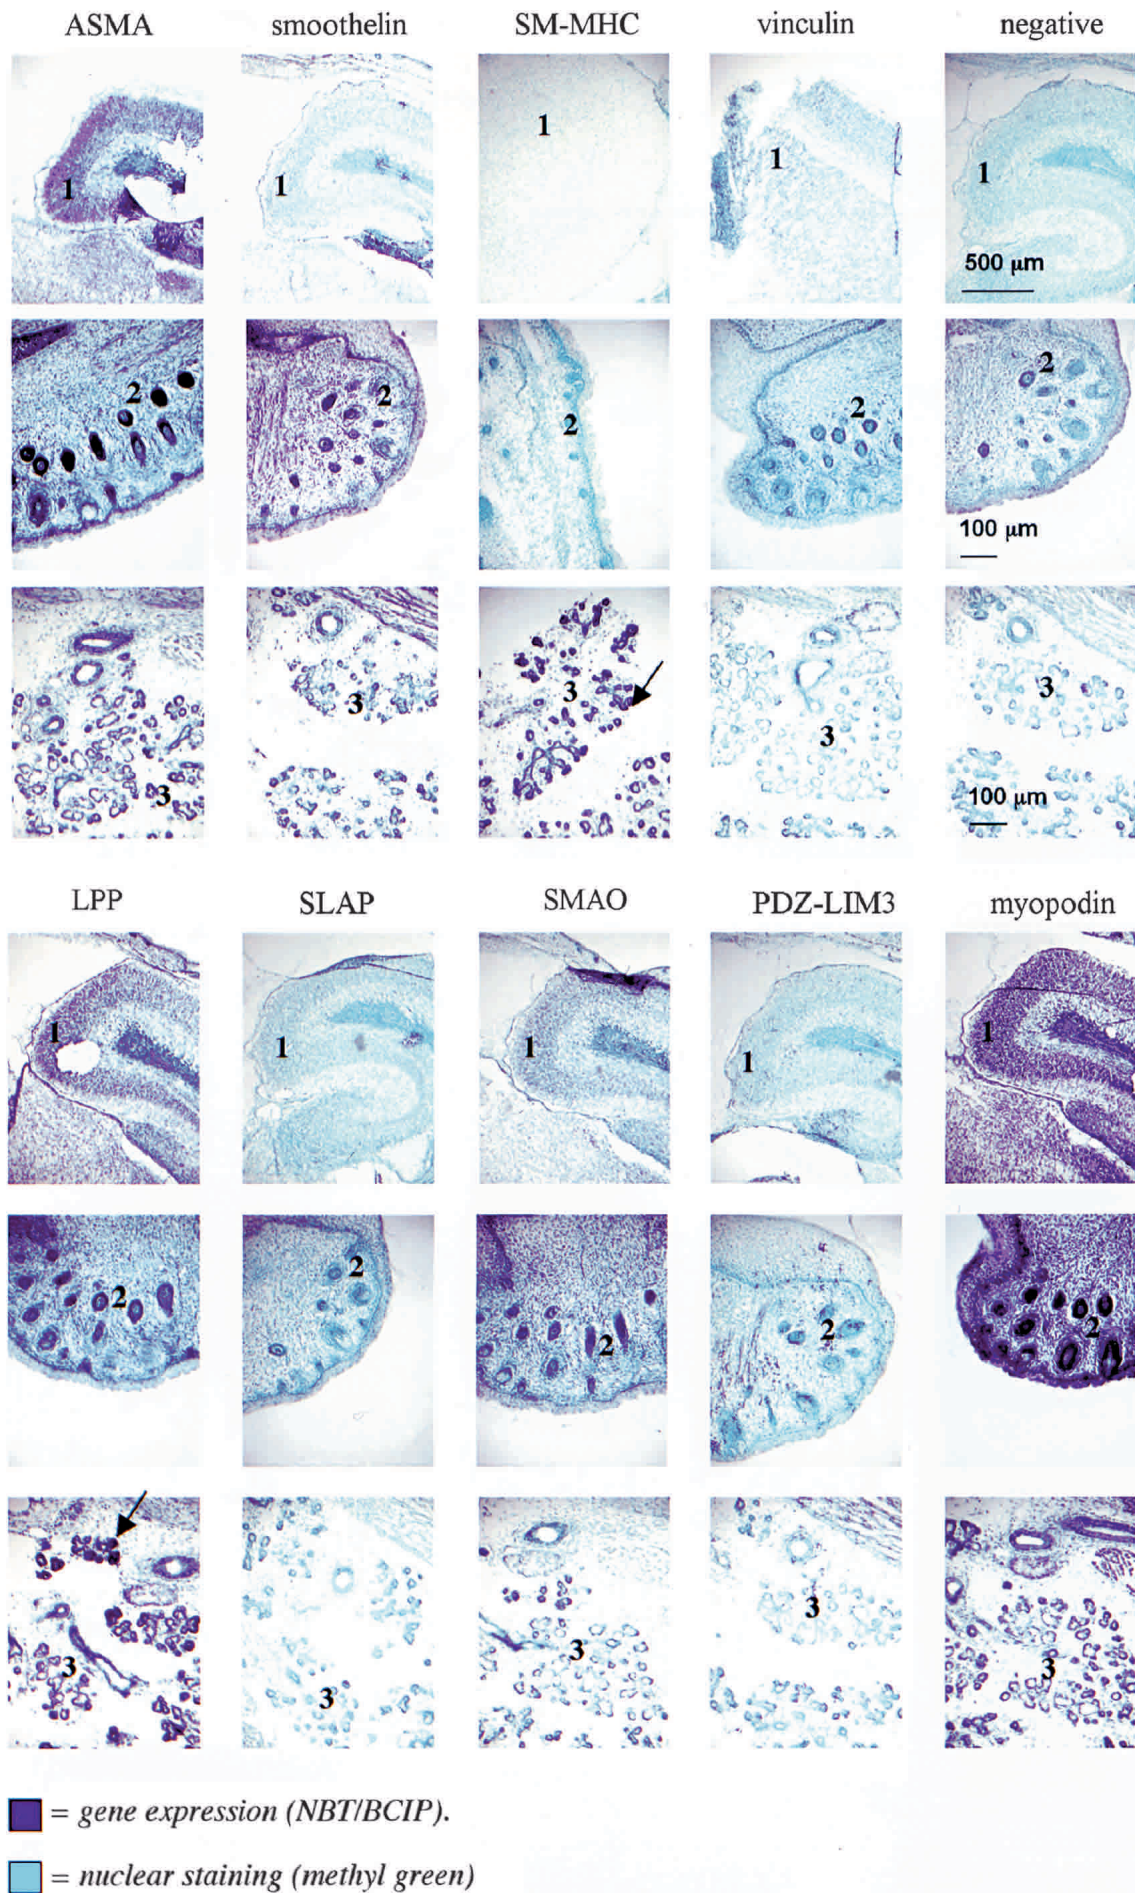 ASMA smoothelin SM-MHC vinculin negative
1 1 1 1 1
500 μm
2 2 2 2 2
100 μm
3 3 3 3 3
100 μm
LPP SLAP SMAO PDZ-LIM3 myopodin
1 1 1 1 1
2 2 2 2 2
3 3 3 3 3
= gene expression (NBT/BCIP).
= nuclear staining (methyl green)